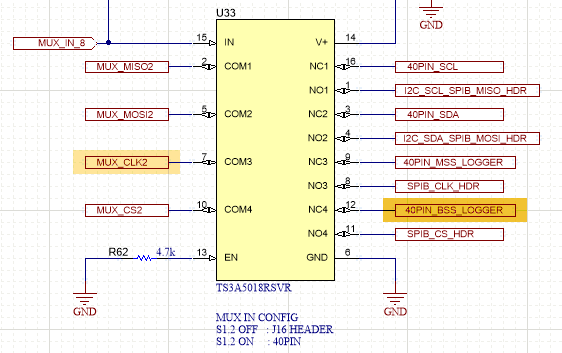 U33
GND
MUX_IN_8
15 IN V+ 14
MUX_MISO2 2 COM1 NC1 16 40PIN_SCL
NO1 1 I2C_SCL_SPIB_MISO_HDR
MUX_MOSI2 5 COM2 NC2 3 40PIN_SDA
NO2 4 I2C_SDA_SPIB_MOSI_HDR
MUX_CLK2 7 COM3 NC3 9 40PIN_MSS_LOGGER
NO3 8 SPIB_CLK_HDR
MUX_CS2 10 COM4 NC4 12 40PIN_BSS_LOGGER
NO4 11 SPIB_CS_HDR
R62 4.7k 13 EN GND 6
TS3A5018RSVR
GND
GND
MUX IN CONFIG
S1.2 OFF : J16 HEADER
S1.2 ON : 40PIN